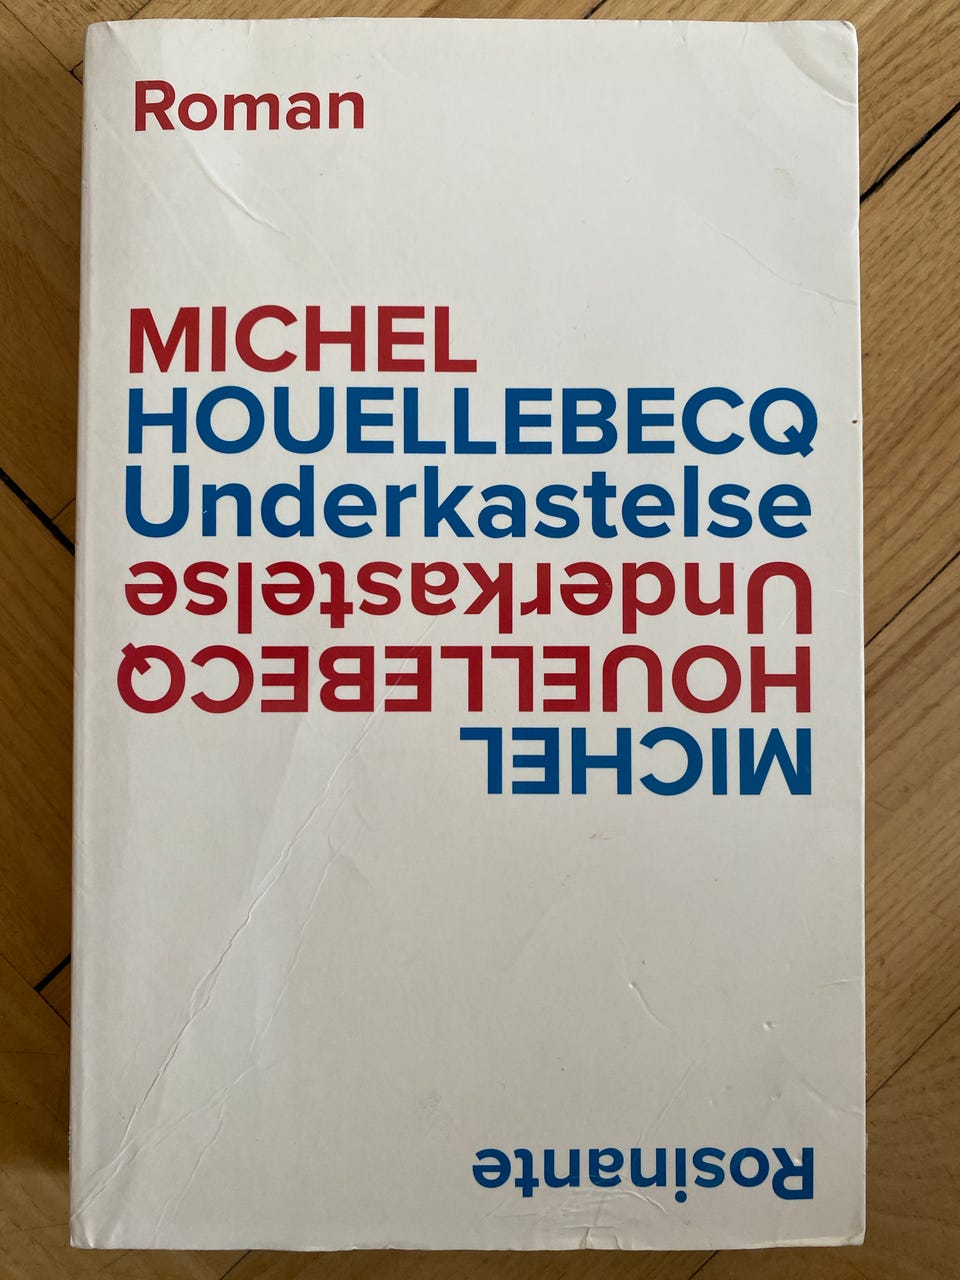 Roman
MICHEL
HOUELLEBECQ
Underkastelse
Underkastelse
HOUELLEBECQ
MICHEL
Rosinante